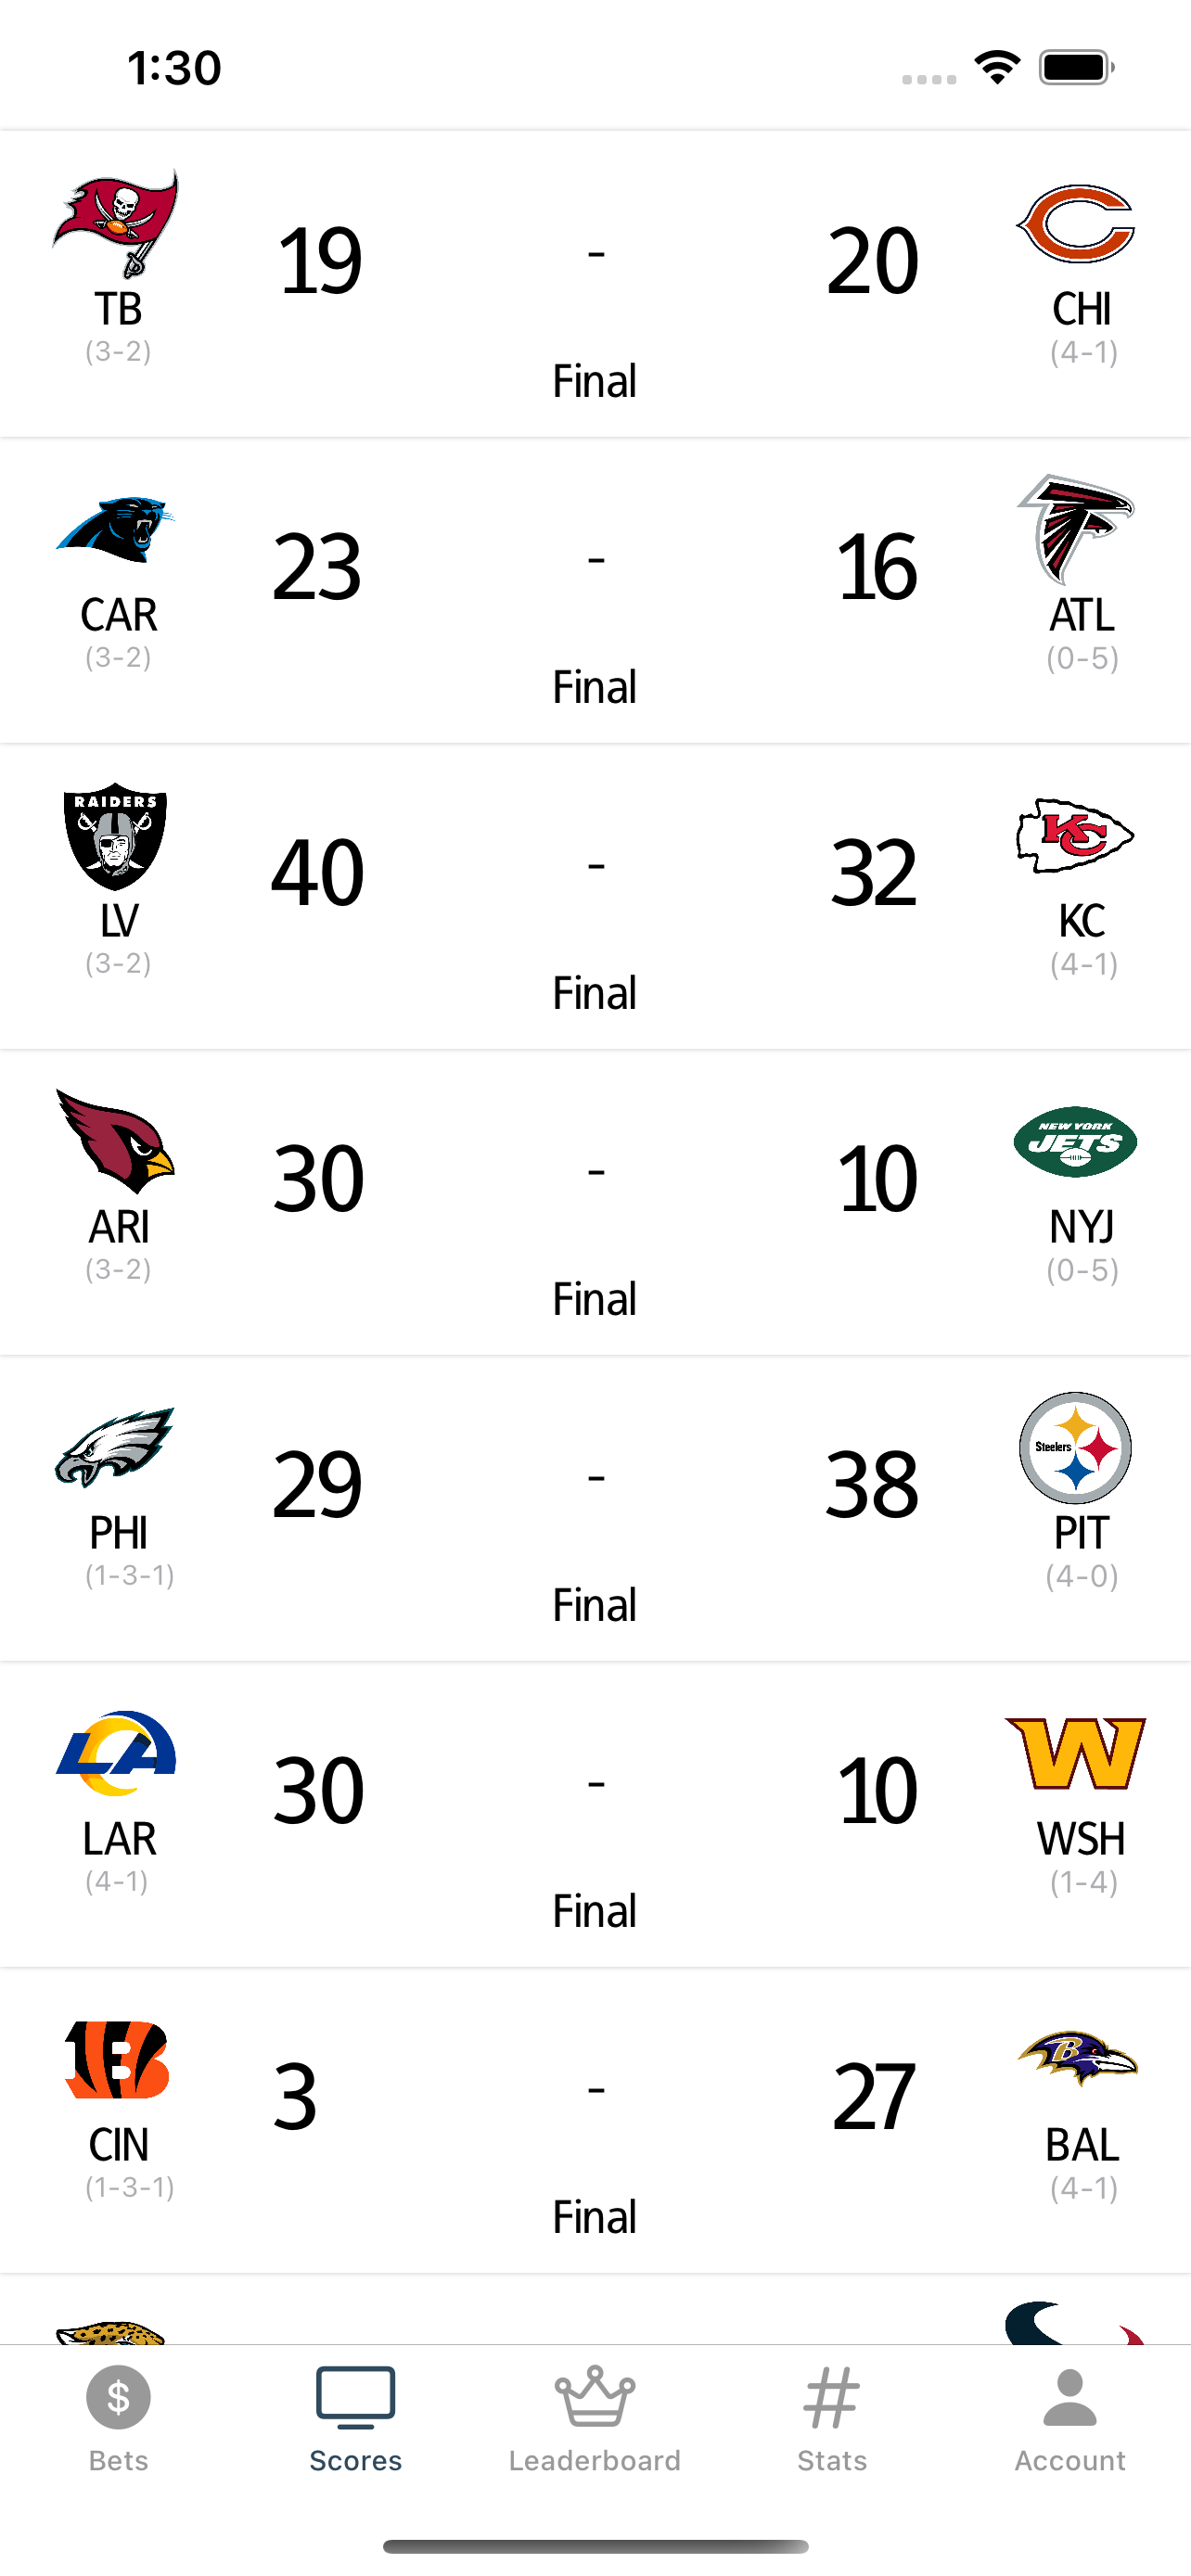 1:30
19 - 20
TB CHI
(3-2) (4-1)
Final
23 - 16
CAR ATL
(3-2) (0-5)
Final
RAIDERS
40 - 32
KC
LV KC
(3-2) (4-1)
Final
NEW YORK
JETS
30 - 10
ARI NYJ
(3-2) (0-5)
Final
Steelers
29 - 38
PHI PIT
(1-3-1) (4-0)
Final
LA
W
30 - 10
LAR WSH
(4-1) (1-4)
Final
B
B
3 - 27
CIN BAL
(1-3-1) (4-1)
Final
$ #
Bets Scores Leaderboard Stats Account